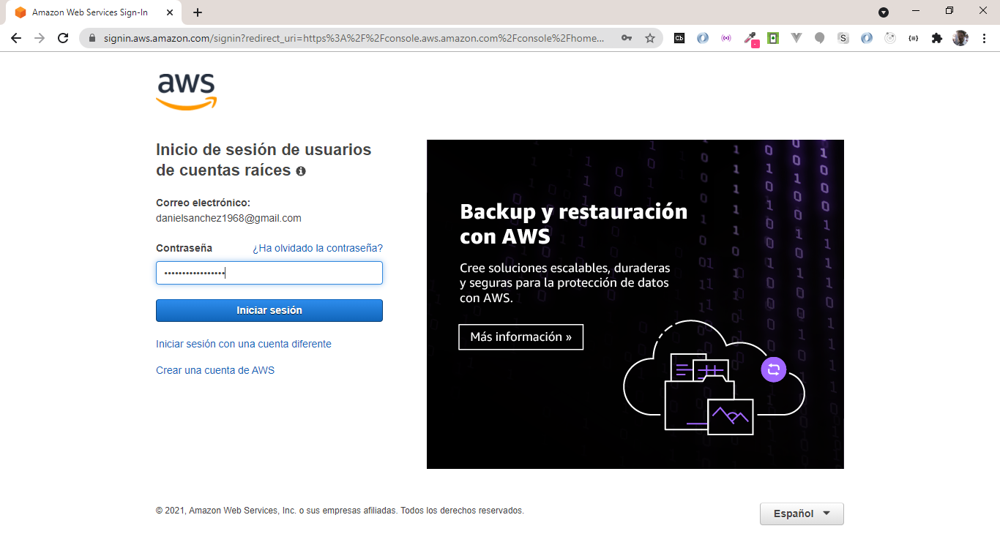 Amazon Web Services Sign-In
signin.aws.amazon.com/signin?redirect_uri=https%3A%2F%2Fconsole.aws.amazon.com%2Fconsole%2Fhome...
aws
Inicio de sesión de usuarios
de cuentas raíces
Correo electrónico:
danielsanchez1968@gmail.com
Contraseña
¿Ha olvidado la contraseña?
•••••••••••••••••
Iniciar sesión
Iniciar sesión con una cuenta diferente
Crear una cuenta de AWS
Backup y restauración
con AWS
Cree soluciones escalables, duraderas
y seguras para la protección de datos
con AWS.
Más información »
© 2021, Amazon Web Services, Inc. o sus empresas afiliadas. Todos los derechos reservados.
Español